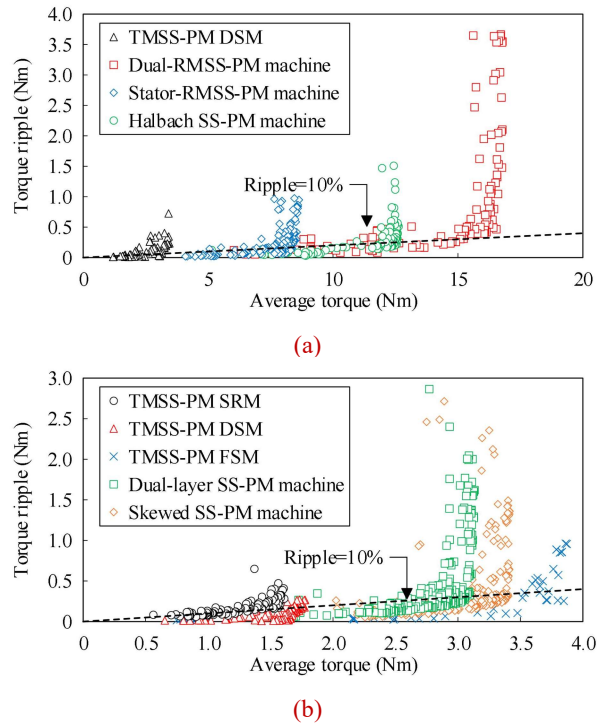 4.0
3.5
3.0
2.5
2.0
1.5
1.0
0.5
0
Torque ripple (Nm)
TMSS-PM DSM
Dual-RMSS-PM machine
Stator-RMSS-PM machine
Halbach SS-PM machine
Ripple=10%
0 5 10 15 20
Average torque (Nm)
(a)
3.0
2.5
2.0
1.5
1.0
0.5
0
Torque ripple (Nm)
TMSS-PM SRM
TMSS-PM DSM
TMSS-PM FSM
Dual-layer SS-PM machine
Skewed SS-PM machine
Ripple=10%
0 0.5 1.0 1.5 2.0 2.5 3.0 3.5 4.0
Average torque (Nm)
(b)